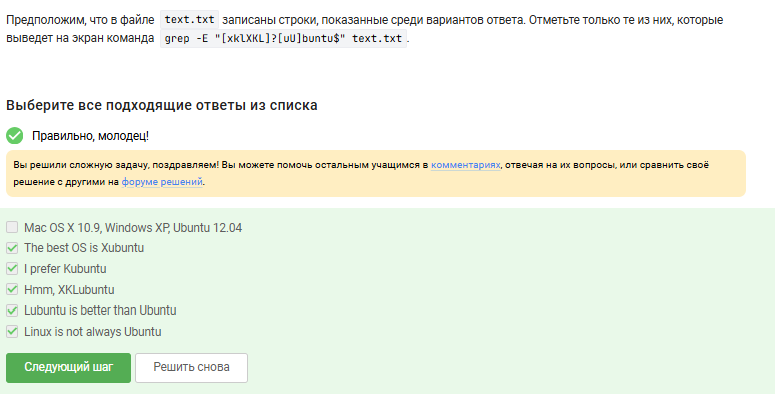 Предположим, что в файле text.txt записаны строки, показанные среди вариантов ответа. Отметьте только те из них, которые
выведет на экран команда grep -E "[xklXKL]?[uU]buntu$" text.txt.
Выберите все подходящие ответы из списка
Правильно, молодец!
Вы решили сложную задачу, поздравляем! Вы можете помочь остальным учащимся в комментариях, отвечая на их вопросы, или сравнить своё
решение с другими на форуме решений.
Mac OS X 10.9, Windows XP, Ubuntu 12.04
The best OS is Xubuntu
I prefer Kubuntu
Hmm, XKLubuntu
Lubuntu is better than Ubuntu
Linux is not always Ubuntu
Следующий шаг Решить снова